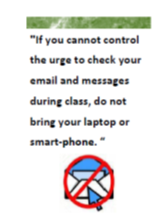 "If you cannot control
the urge to check your
email and messages
during class, do not
bring your laptop or
smart-phone. "